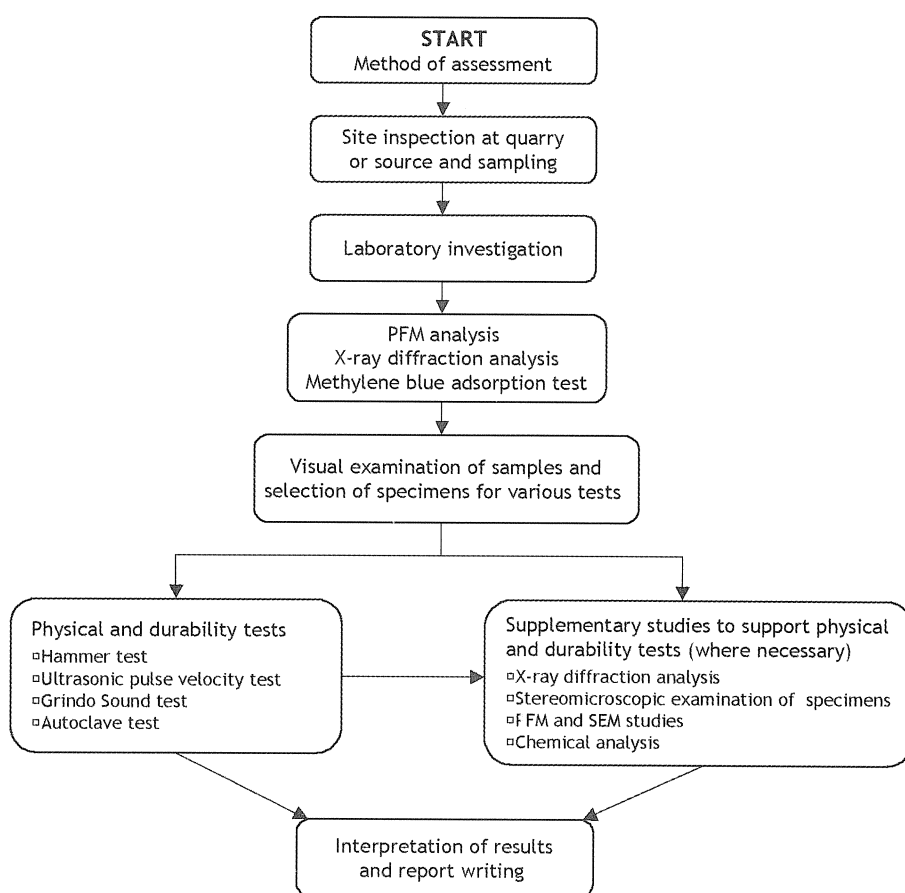 START
Method of assessment
Site inspection at quarry
or source and sampling
Laboratory investigation
PFM analysis
X-ray diffraction analysis
Methylene blue adsorption test
Visual examination of samples and
selection of specimens for various tests
Physical and durability tests
▫Hammer test
▫Ultrasonic pulse velocity test
▫Grindo Sound test
▫Autoclave test
Supplementary studies to support physical
and durability tests (where necessary)
▫X-ray diffraction analysis
▫Stereomicroscopic examination of specimens
▫PFM and SEM studies
▫Chemical analysis
Interpretation of results
and report writing